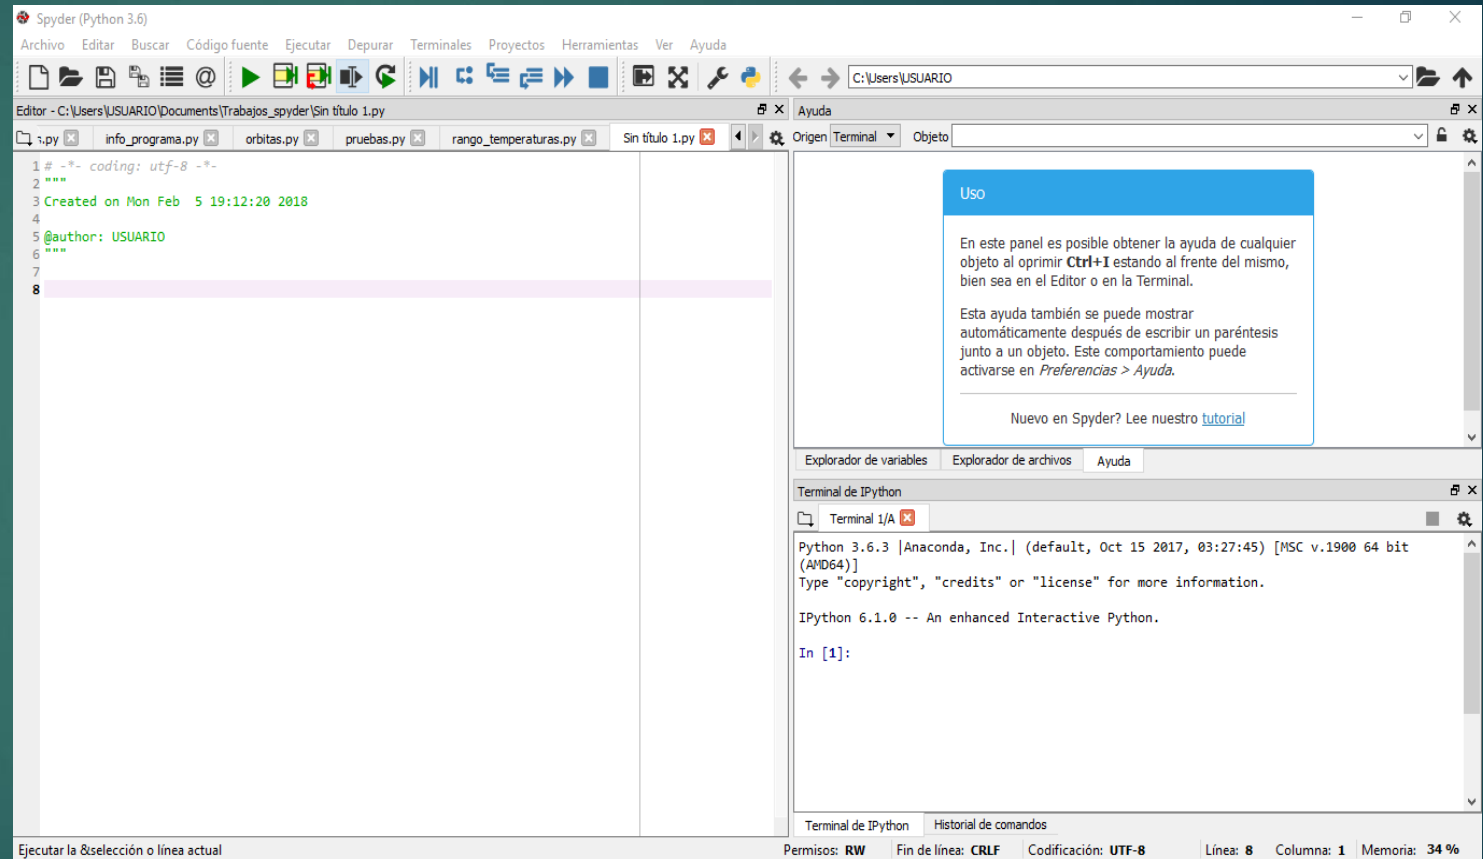 Spyder (Python 3.6)
Archivo Editar Buscar Código fuente Ejecutar Depurar Terminales Proyectos Herramientas Ver Ayuda
C:\Users\USUARIO
Editor - C:\Users\USUARIO\Documents\Trabajos_spyder\Sin título 1.py
.py info_programa.py orbitas.py pruebas.py rango_temperaturas.py Sin título 1.py
1 # -*- coding: utf-8 -*-
2 """
3 Created on Mon Feb  5 19:12:20 2018
4
5 @author: USUARIO
6 """
7
8
Ayuda
Origen Terminal Objeto
Uso
En este panel es posible obtener la ayuda de cualquier
objeto al oprimir Ctrl+I estando al frente del mismo,
bien sea en el Editor o en la Terminal.
Esta ayuda también se puede mostrar
automáticamente después de escribir un paréntesis
junto a un objeto. Este comportamiento puede
activarse en Preferencias > Ayuda.
Nuevo en Spyder? Lee nuestro tutorial
Explorador de variables Explorador de archivos Ayuda
Terminal de IPython
Terminal 1/A
Python 3.6.3 |Anaconda, Inc.| (default, Oct 15 2017, 03:27:45) [MSC v.1900 64 bit
(AMD64)]
Type "copyright", "credits" or "license" for more information.
IPython 6.1.0 -- An enhanced Interactive Python.
In [1]:
Terminal de IPython Historial de comandos
Ejecutar la &selección o línea actual
Permisos: RW Fin de línea: CRLF Codificación: UTF-8 Línea: 8 Columna: 1 Memoria: 34 %